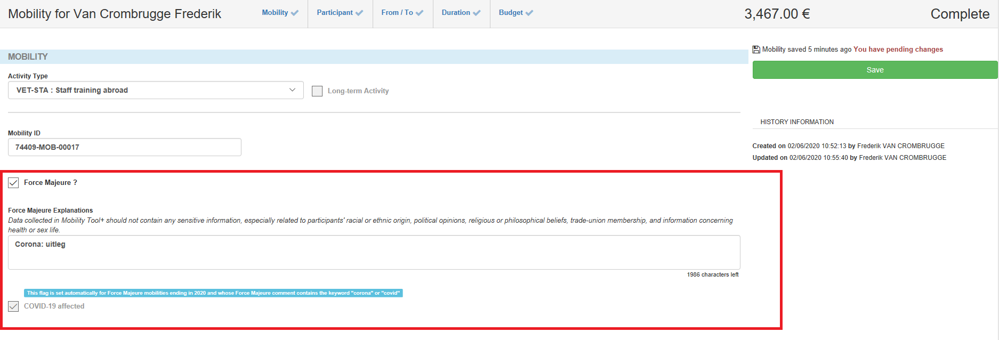 Mobility for Van Crombrugge Frederik
Mobility
Participant
From / To
Duration
Budget
3,467.00 €
Complete
MOBILITY
Activity Type
VET-STA : Staff training abroad
Long-term Activity
Mobility ID
74409-MOB-00017
Mobility saved 5 minutes ago You have pending changes
Save
HISTORY INFORMATION
Created on 02/06/2020 10:52:13 by Frederik VAN CROMBRUGGE
Updated on 02/06/2020 10:55:40 by Frederik VAN CROMBRUGGE
Force Majeure ?
Force Majeure Explanations
Data collected in Mobility Tool+ should not contain any sensitive information, especially related to participants' racial or ethnic origin, political opinions, religious or philosophical beliefs, trade-union membership, and information concerning
health or sex life.
Corona: uitleg
1986 characters left
This flag is set automatically for Force Majeure mobilities ending in 2020 and whose Force Majeure comment contains the keyword "corona" or "covid"
COVID-19 affected